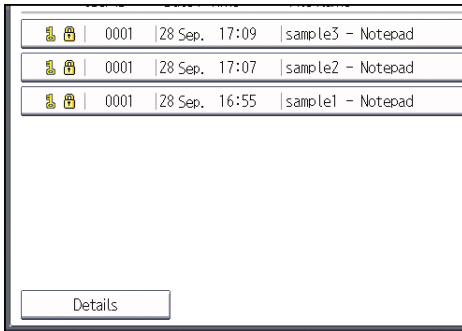 0001 28 Sep. 17:09 sample3 - Notepad
0001 28 Sep. 17:07 sample2 - Notepad
0001 28 Sep. 16:55 sample1 - Notepad
Details